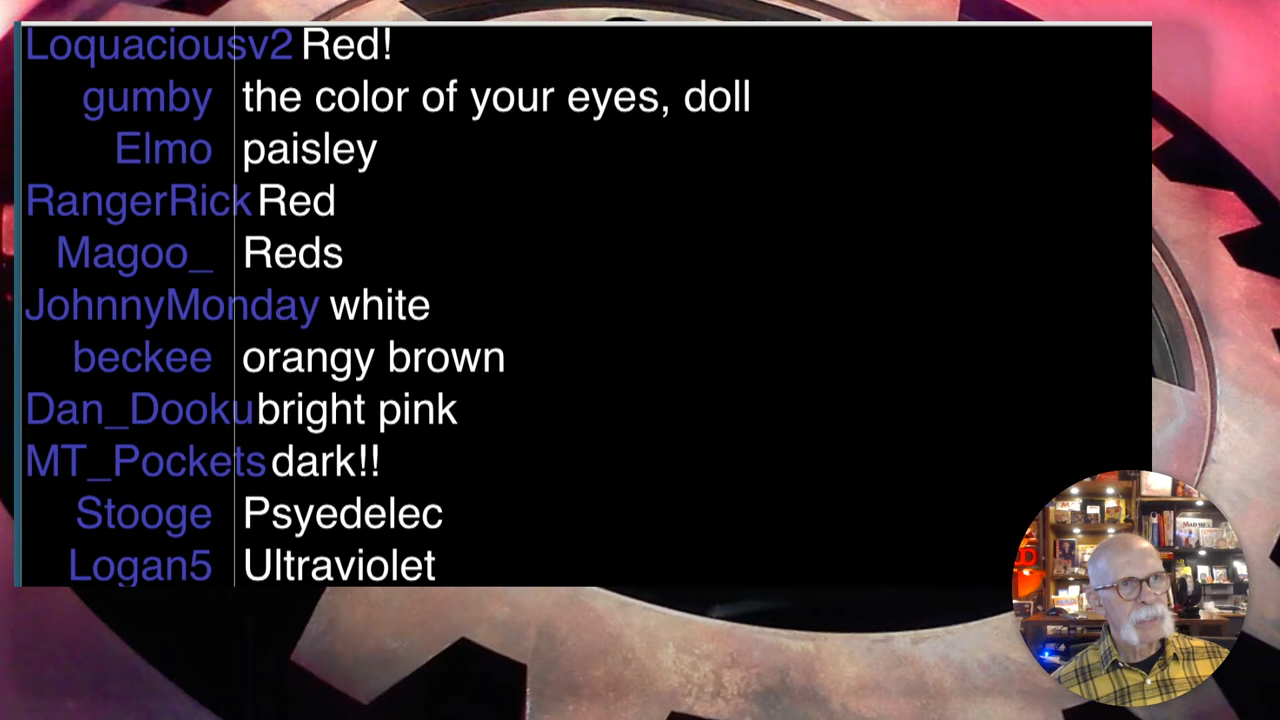 Loquaciousv2 Red!
gumby the color of your eyes, doll
Elmo paisley
RangerRick Red
Magoo_ Reds
JohnnyMonday white
beckee orangy brown
Dan_Dooku bright pink
MT_Pockets dark!!
Stooge Psyedelec
Logan5 Ultraviolet